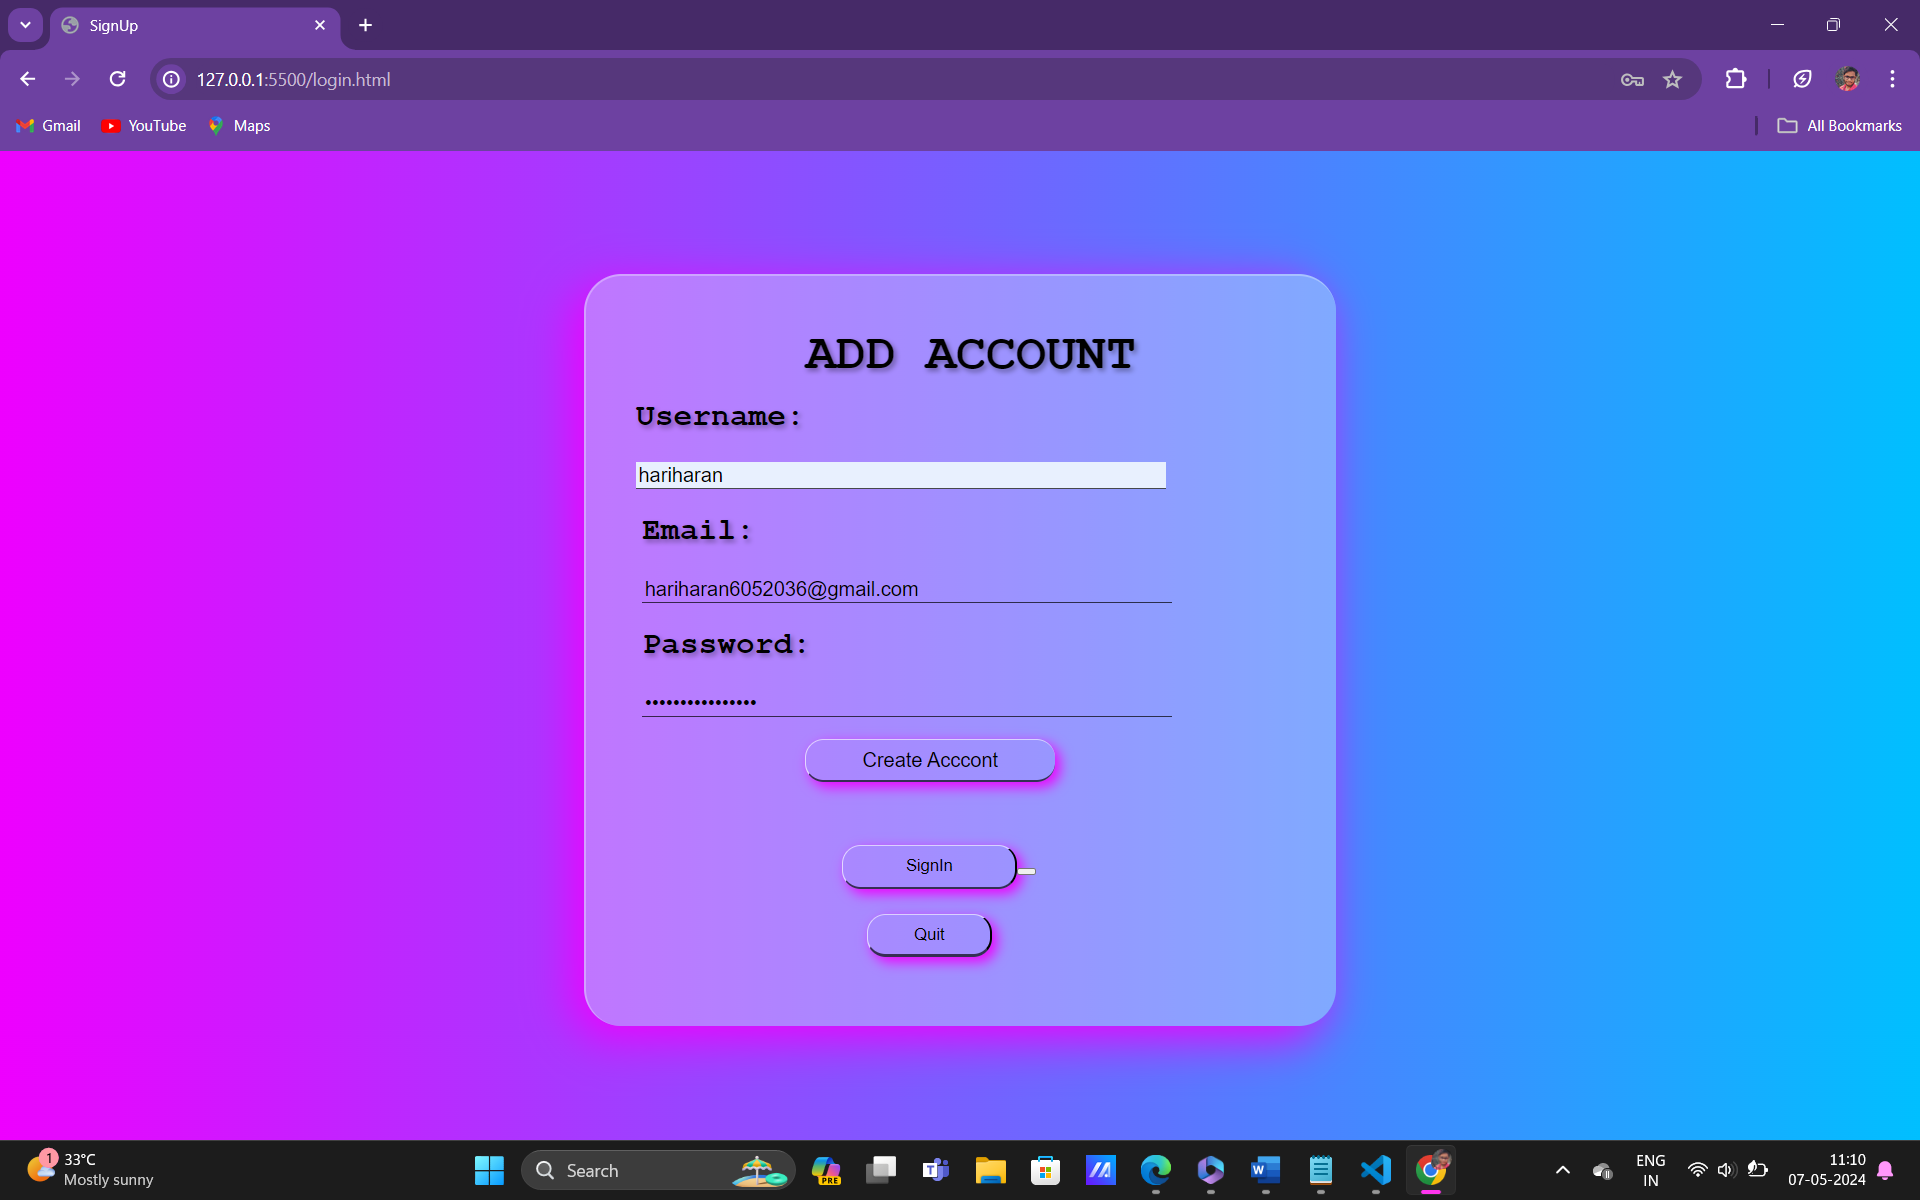 SignUp
127.0.0.1:5500/login.html
Gmail YouTube Maps All Bookmarks
ADD ACCOUNT
Username:
hariharan
Email:
hariharan6052036@gmail.com
Password:
••••••••••••••••
Create Acccont
SignIn
Quit
1
33°C
Mostly sunny
Search
PRE
ENG
IN
11:10
07-05-2024